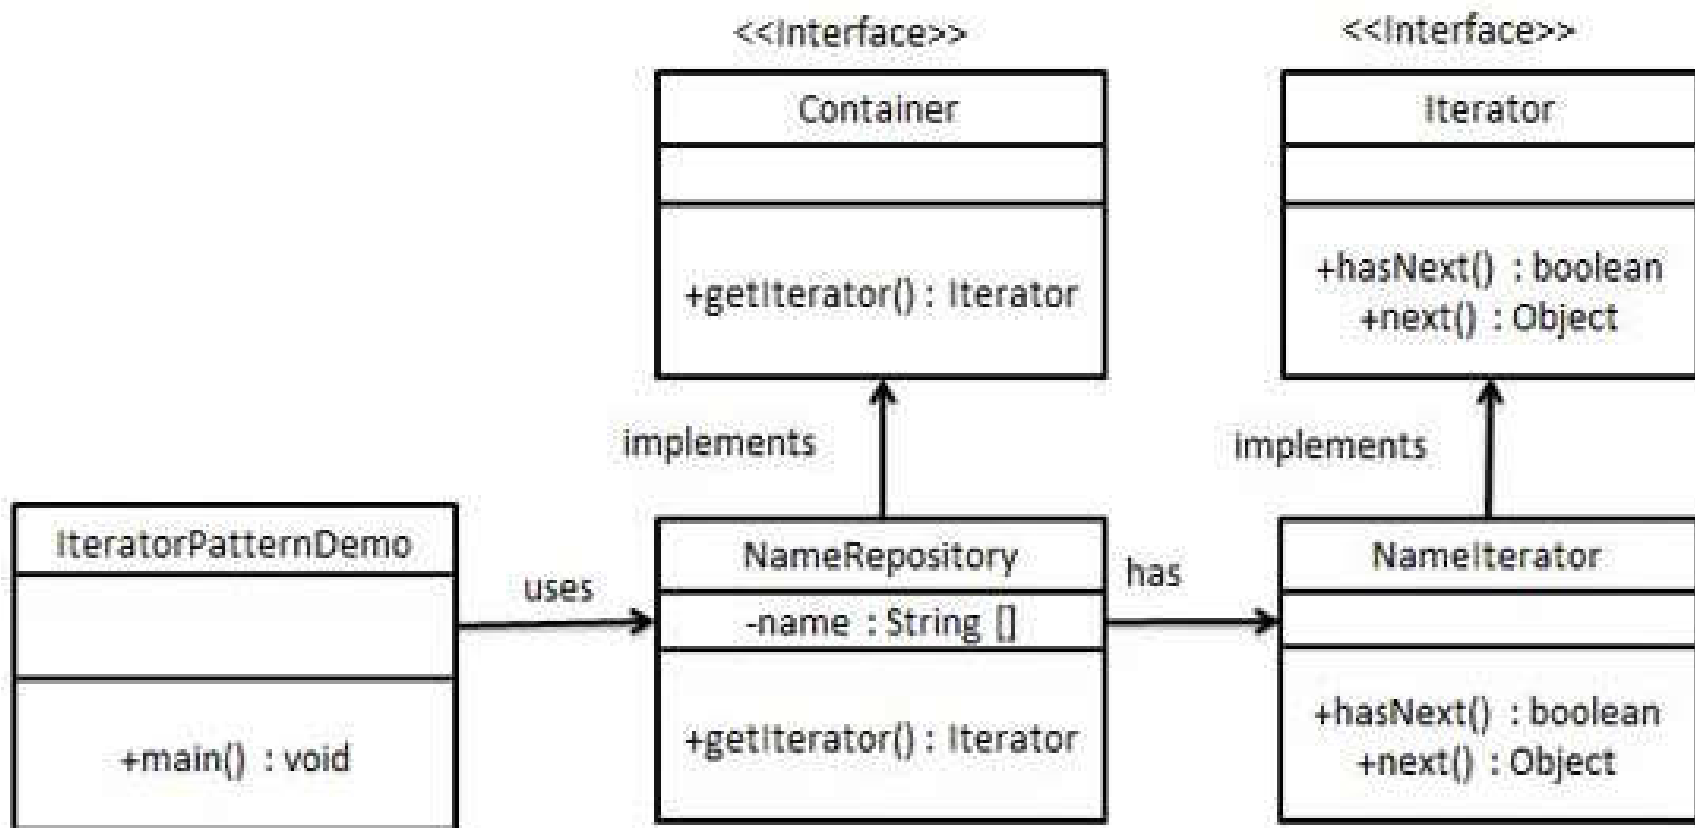 <<Interface>>
Container
+getIterator() : Iterator
<<Interface>>
Iterator
+hasNext() : boolean
+next() : Object
implements
implements
IteratorPatternDemo
+main() : void
uses
NameRepository
-name : String []
+getIterator() : Iterator
has
NameIterator
+hasNext() : boolean
+next() : Object